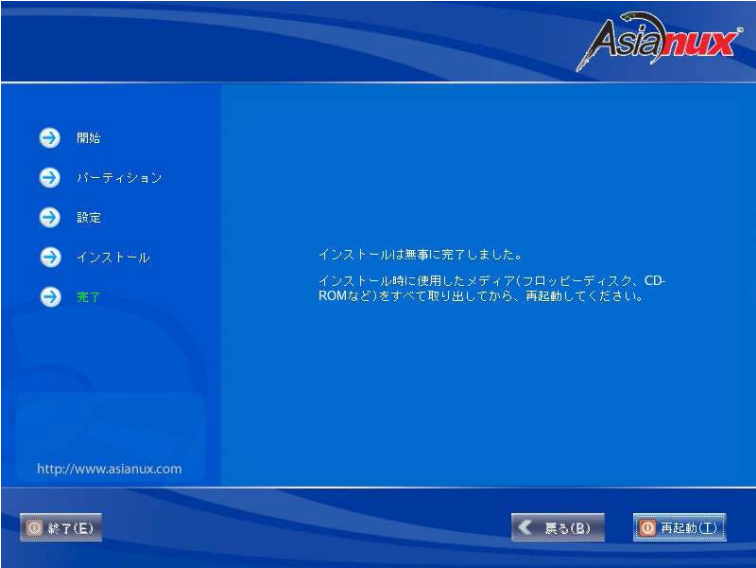 Asianux
開始
パーティション
設定
インストール
完了
インストールは無事に完了しました。
インストール時に使用したメディア(フロッピーディスク、CD-
ROMなど)をすべて取り出してから、再起動してください。
http://www.asianux.com
終了(E)
戻る(B)
再起動(T)